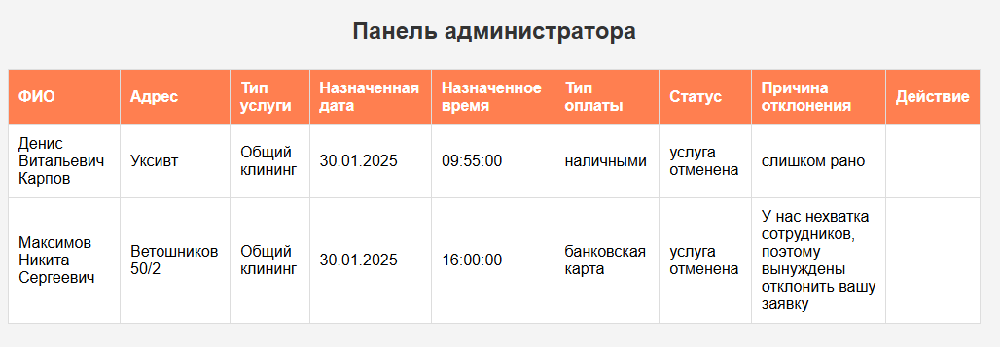 Панель администратора
ФИО
Адрес
Тип
услуги
Назначенная
дата
Назначенное
время
Тип
оплаты
Статус
Причина
отклонения
Действие
Денис
Витальевич
Карпов
Уксивт
Общий
клининг
30.01.2025
09:55:00
наличными
услуга
отменена
слишком рано
Максимов
Никита
Сергеевич
Ветошников
50/2
Общий
клининг
30.01.2025
16:00:00
банковская
карта
услуга
отменена
У нас нехватка
сотрудников,
поэтому
вынуждены
отклонить вашу
заявку